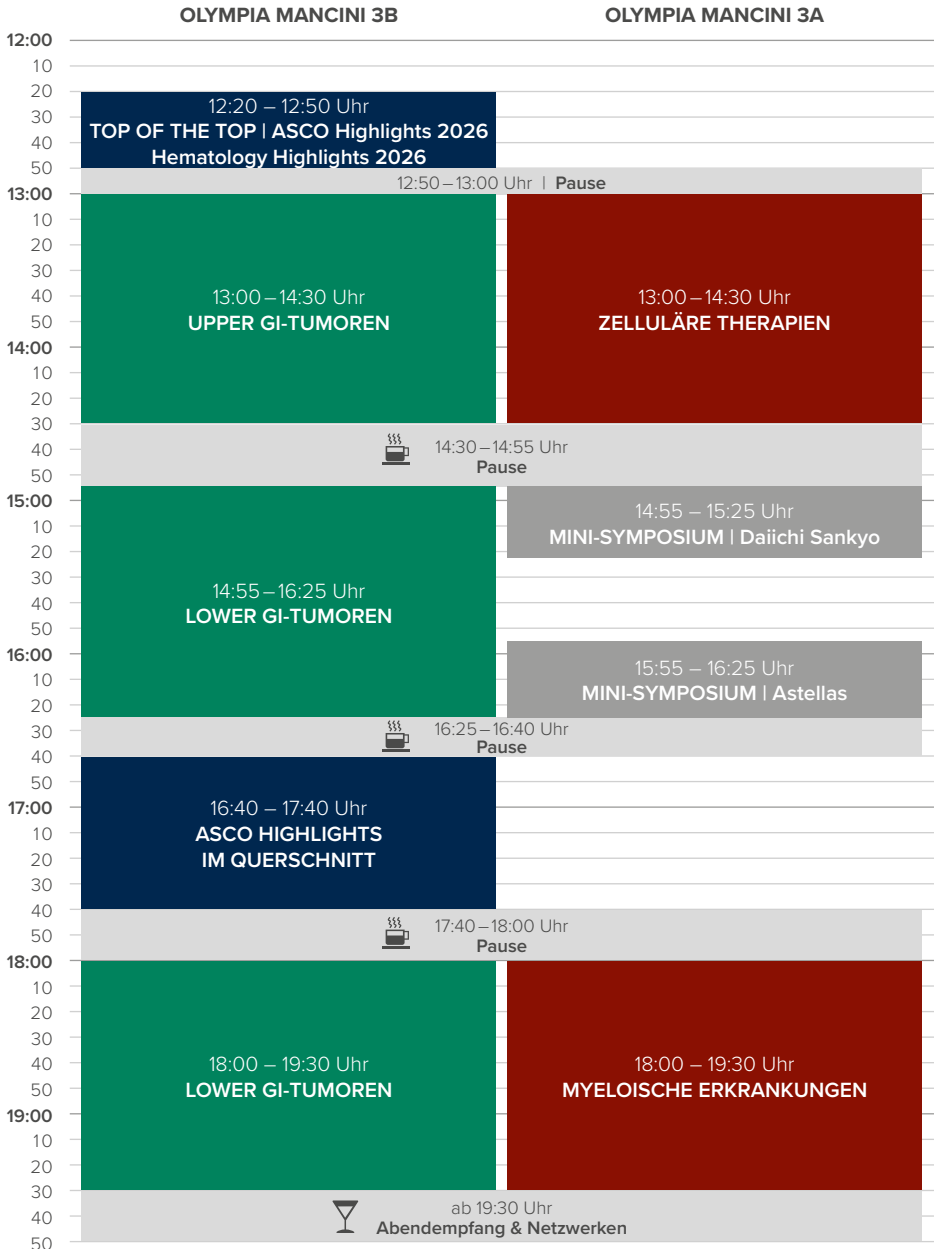 OLYMPIA MANCINI 3B
OLYMPIA MANCINI 3A
12:00
10
20
30
40
50
13:00
10
20
30
40
50
14:00
10
20
30
40
50
15:00
10
20
30
40
50
16:00
10
20
30
40
50
17:00
10
20
30
40
50
18:00
10
20
30
40
50
19:00
10
20
30
40
50
12:20 – 12:50 Uhr
TOP OF THE TOP | ASCO Highlights 2026
Hematology Highlights 2026
12:50 – 13:00 Uhr | Pause
13:00 – 14:30 Uhr
UPPER GI-TUMOREN
13:00 – 14:30 Uhr
ZELLULÄRE THERAPIEN
14:30 – 14:55 Uhr
Pause
14:55 – 16:25 Uhr
LOWER GI-TUMOREN
14:55 – 15:25 Uhr
MINI-SYMPOSIUM | Daiichi Sankyo
15:55 – 16:25 Uhr
MINI-SYMPOSIUM | Astellas
16:25 – 16:40 Uhr
Pause
16:40 – 17:40 Uhr
ASCO HIGHLIGHTS
IM QUERSCHNITT
17:40 – 18:00 Uhr
Pause
18:00 – 19:30 Uhr
LOWER GI-TUMOREN
18:00 – 19:30 Uhr
MYELOISCHE ERKRANKUNGEN
ab 19:30 Uhr
Abendempfang & Netzwerken